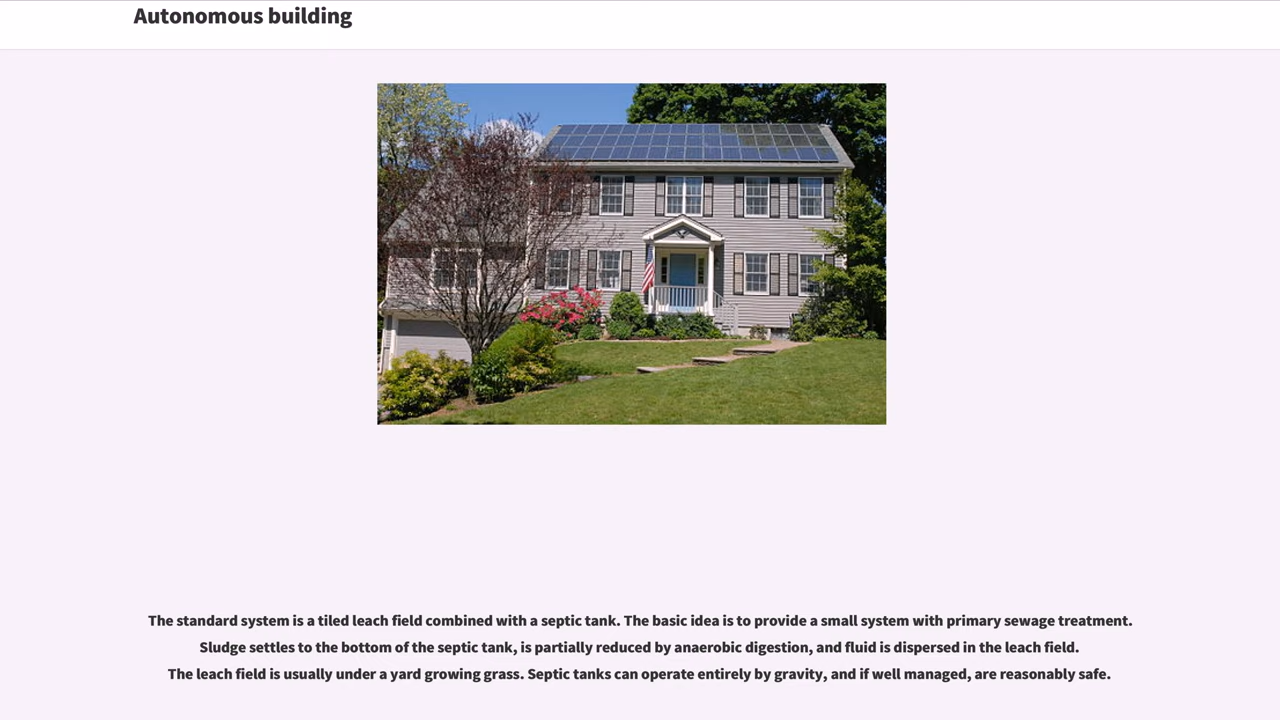 Autonomous building
The standard system is a tiled leach field combined with a septic tank. The basic idea is to provide a small system with primary sewage treatment.
Sludge settles to the bottom of the septic tank, is partially reduced by anaerobic digestion, and fluid is dispersed in the leach field.
The leach field is usually under a yard growing grass. Septic tanks can operate entirely by gravity, and if well managed, are reasonably safe.